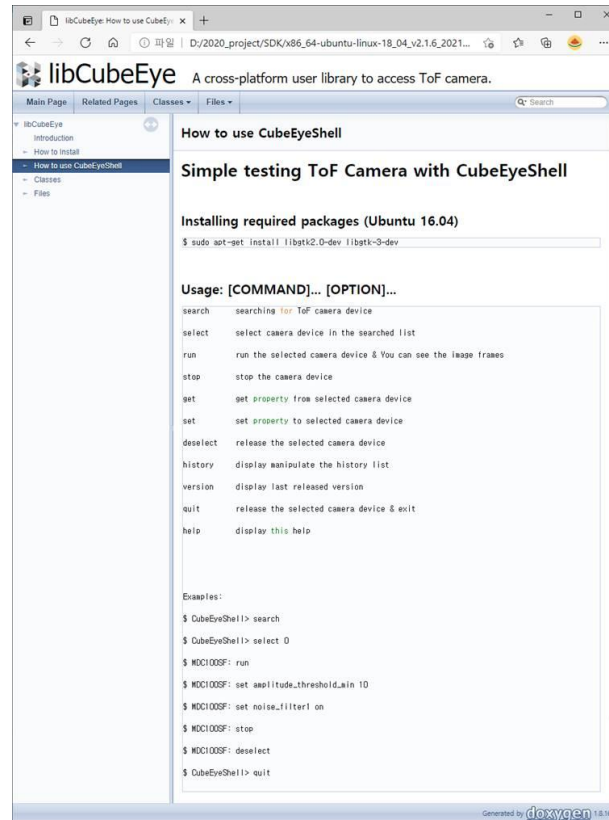 libCubeEye: How to use CubeEy
파일 D:/2020_project/SDK/x86_64-ubuntu-linux-18_04_v2.1.6_2021...
libCubeEye A cross-platform user library to access ToF camera.
Main Page Related Pages Classes Files Search
libCubeEye
Introduction
How to Install
How to use CubeEyeShell
Classes
Files
How to use CubeEyeShell
Simple testing ToF Camera with CubeEyeShell
Installing required packages (Ubuntu 16.04)
$ sudo apt-get install libgtk2.0-dev libgtk-3-dev
Usage: [COMMAND]... [OPTION]...
search searching for ToF camera device
select select camera device in the searched list
run run the selected camera device & You can see the image frames
stop stop the camera device
get get property from selected camera device
set set property to selected camera device
deselect release the selected camera device
history display manipulate the history list
version display last released version
quit release the selected camera device & exit
help display this help
Examples:
$ CubeEyeShell> search
$ CubeEyeShell> select 0
$ MDC100SF: run
$ MDC100SF: set amplitude_threshold_min 10
$ MDC100SF: set noise_filter1 on
$ MDC100SF: stop
$ MDC100SF: deselect
$ CubeEyeShell> quit
Generated by doxygen